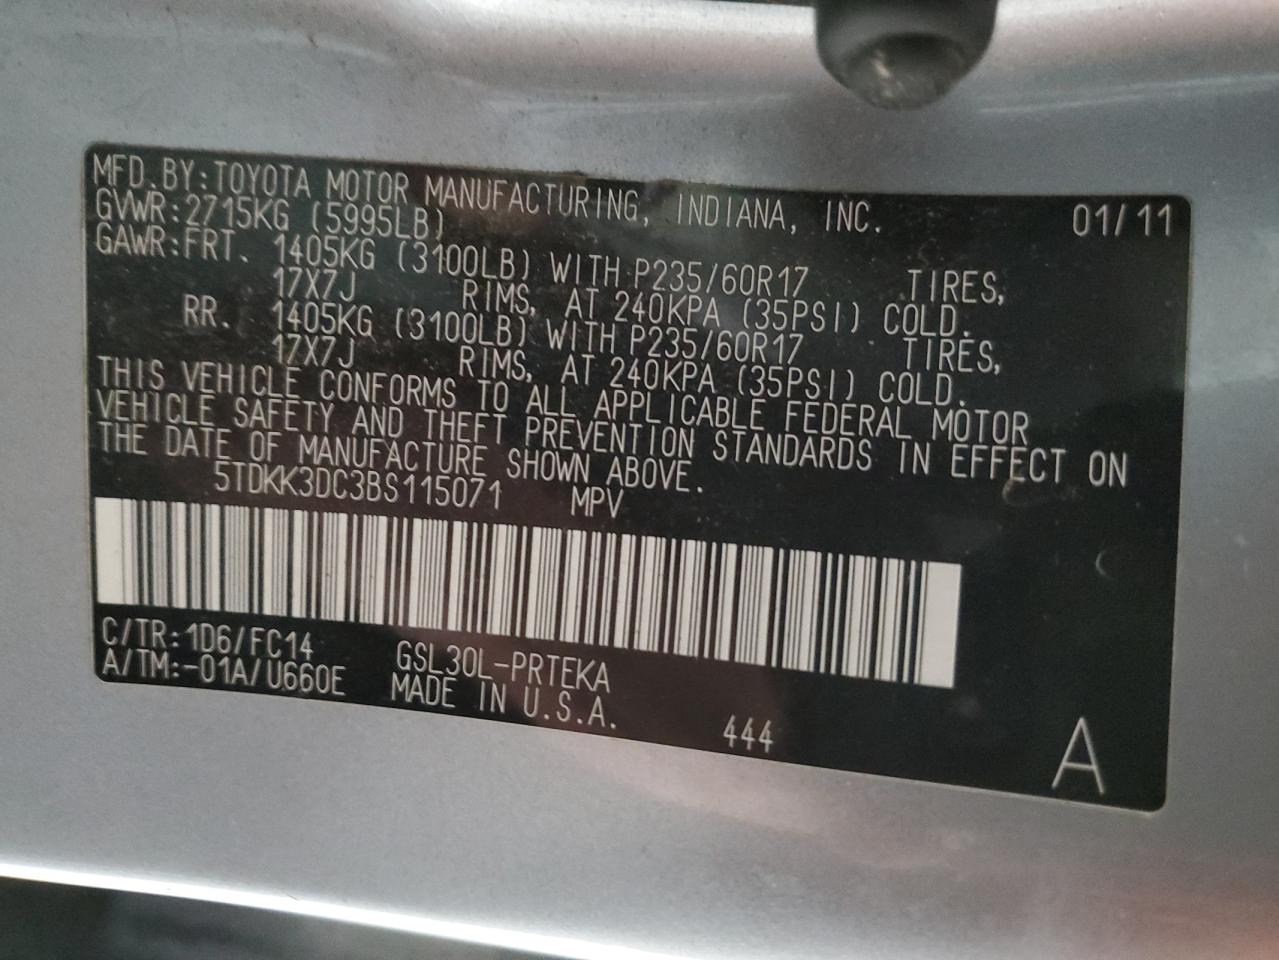 MFD.BY:TOYOTA MOTOR MANUFACTURING, INDIANA, INC. 01/11
GVWR:2715KG (5995LB)
GAWR:FRT. 1405KG (3100LB) WITH P235/60R17 TIRES,
17X7J RIMS, AT 240KPA (35PSI) COLD.
RR. 1405KG (3100LB) WITH P235/60R17 TIRES,
17X7J RIMS, AT 240KPA (35PSI) COLD.
THIS VEHICLE CONFORMS TO ALL APPLICABLE FEDERAL MOTOR
VEHICLE SAFETY AND THEFT PREVENTION STANDARDS IN EFFECT ON
THE DATE OF MANUFACTURE SHOWN ABOVE.
5TDKK3DC3BS115071 MPV
C/TR:1D6/FC14 GSL30L-PRTEKA
A/TM:-01A/U660E MADE IN U.S.A.
444
A